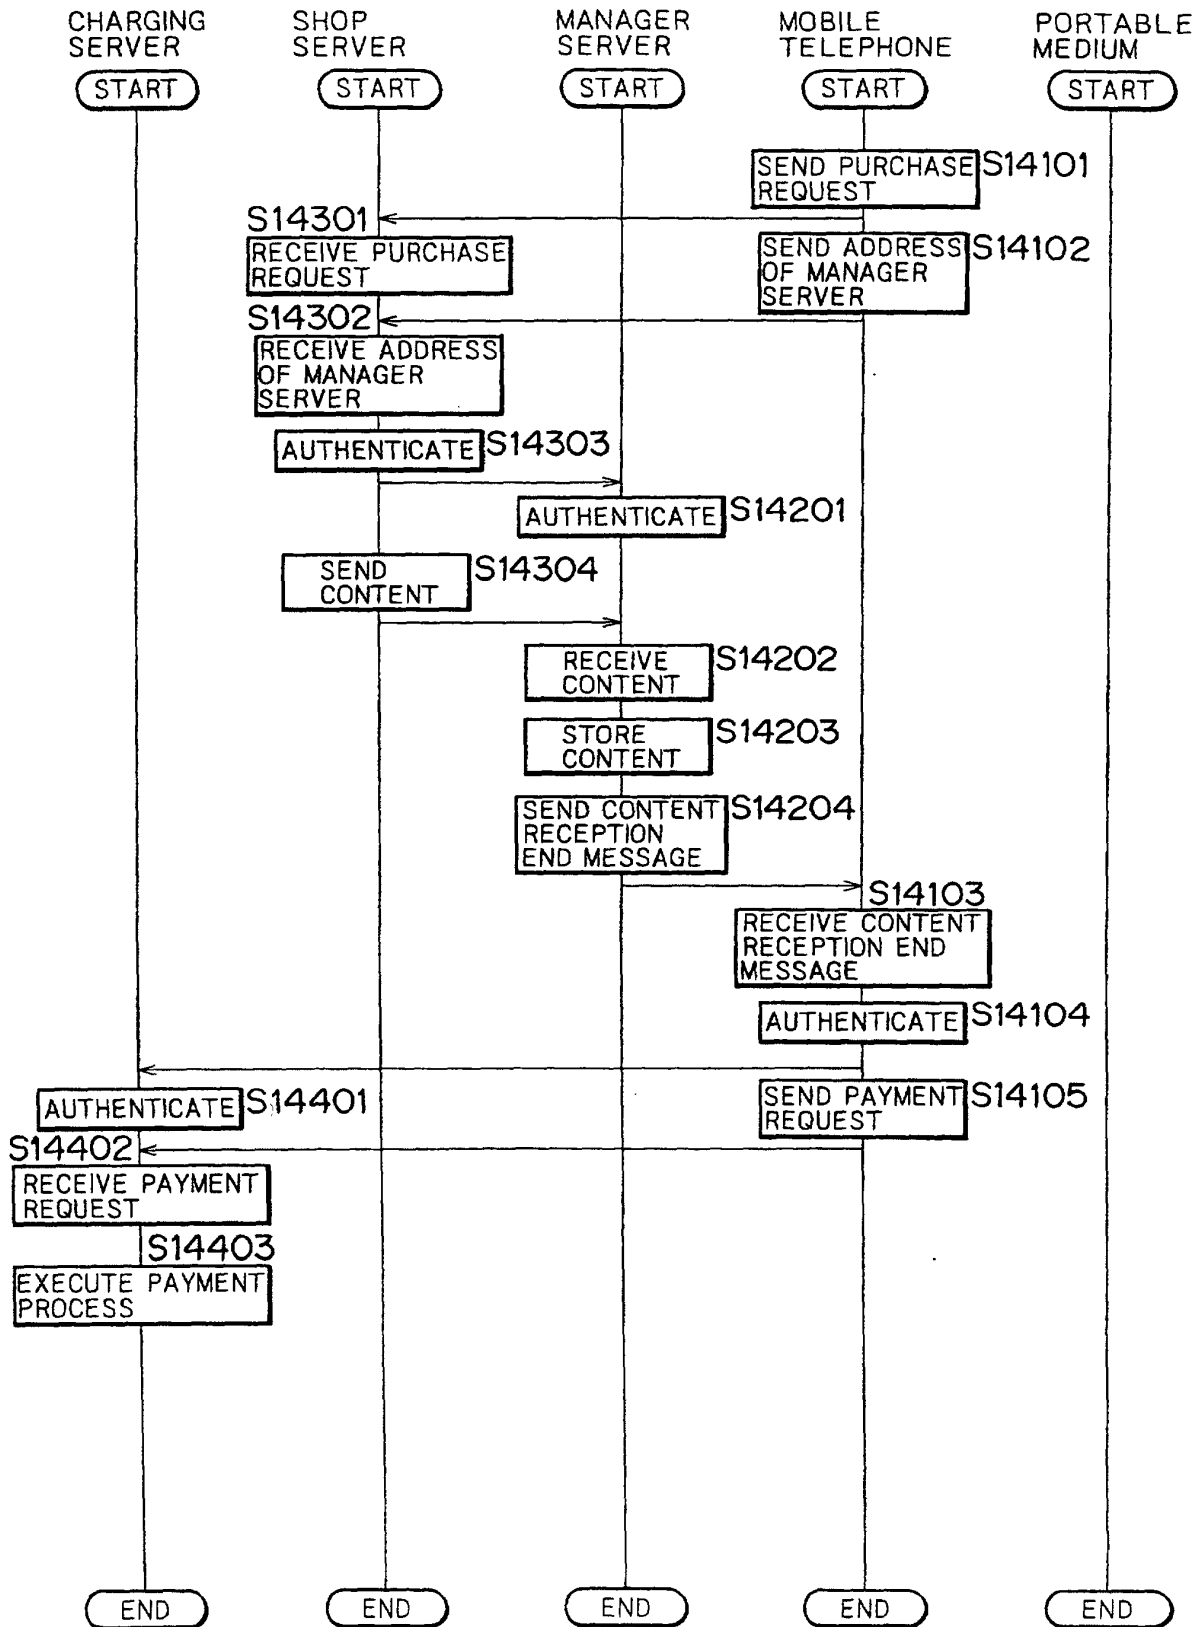 CHARGING
SERVER
SHOP
SERVER
MANAGER
SERVER
MOBILE
TELEPHONE
PORTABLE
MEDIUM
START
START
START
START
START
SEND PURCHASE
REQUEST
S14101
S14301
RECEIVE PURCHASE
REQUEST
SEND ADDRESS
OF MANAGER
SERVER
S14102
S14302
RECEIVE ADDRESS
OF MANAGER
SERVER
AUTHENTICATE
S14303
AUTHENTICATE
S14201
SEND
CONTENT
S14304
RECEIVE
CONTENT
S14202
STORE
CONTENT
S14203
SEND CONTENT
RECEPTION
END MESSAGE
S14204
S14103
RECEIVE CONTENT
RECEPTION END
MESSAGE
AUTHENTICATE
S14104
AUTHENTICATE
S14401
SEND PAYMENT
REQUEST
S14105
S14402
RECEIVE PAYMENT
REQUEST
S14403
EXECUTE PAYMENT
PROCESS
END
END
END
END
END